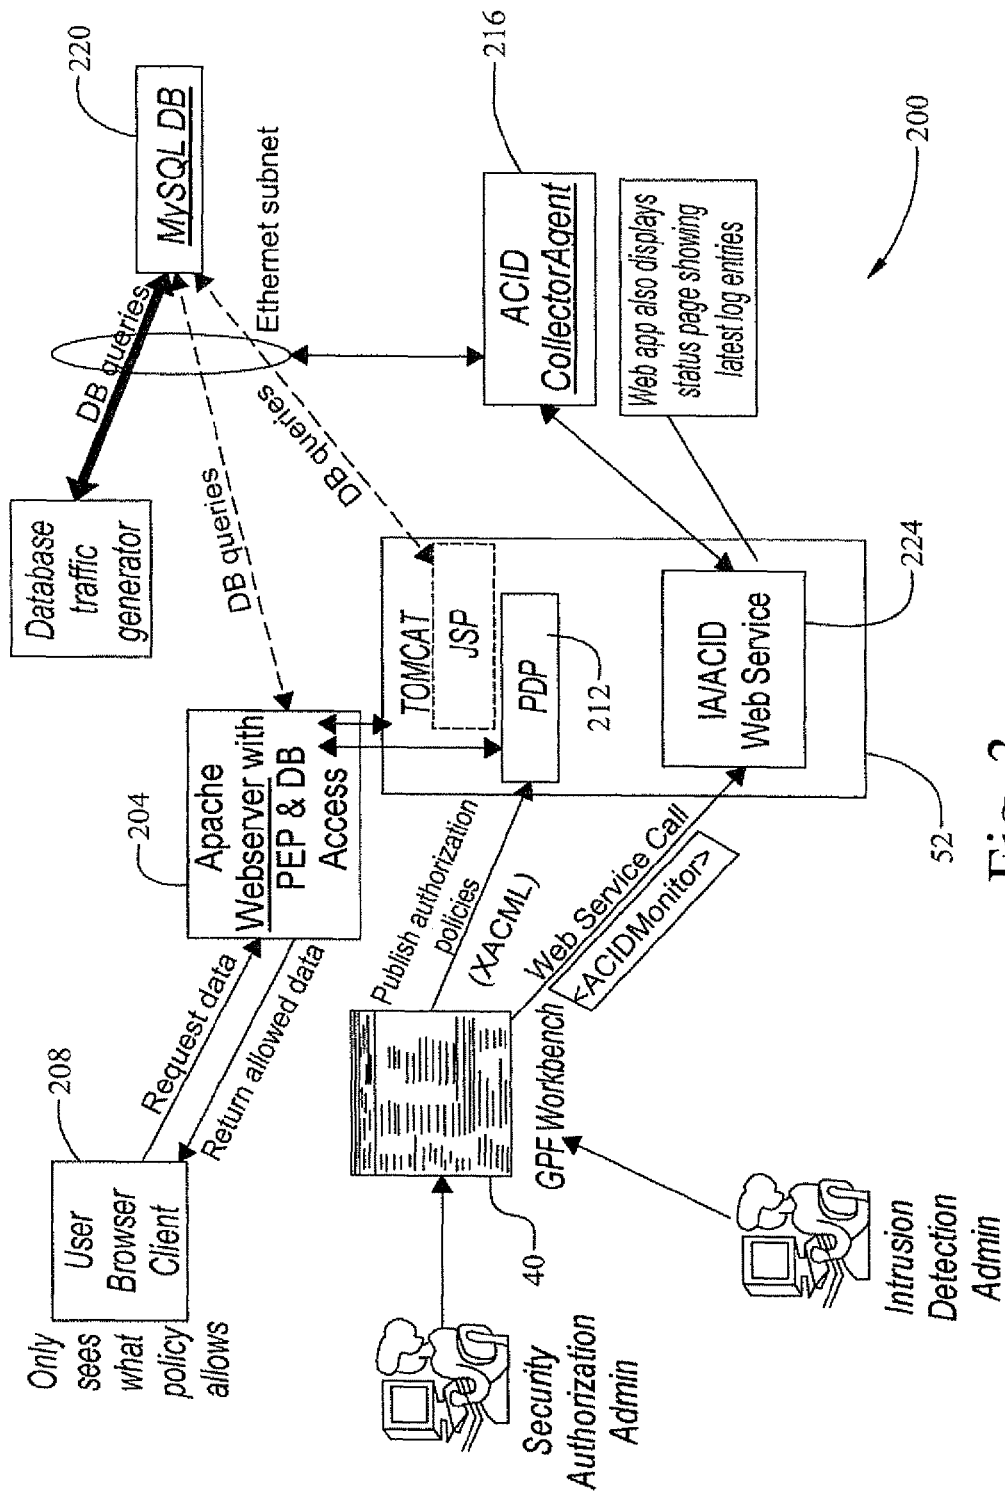 Only
sees
what
policy
allows
User
Browser
Client
208
Request data
Return allowed data
204
Apache
Webserver with
PEP & DB
Access
Database
traffic
generator
DB queries
DB queries
DB queries
MySQL DB
220
Ethernet subnet
ACID
CollectorAgent
216
Web app also displays
status page showing
latest log entries
200
TOMCAT
JSP
PDP
212
IA/ACID
Web Service
224
52
Publish authorization
policies
(XACML)
Web Service Call
<ACIDMonitor>
GPF Workbench
40
Security
Authorization
Admin
Intrusion
Detection
Admin